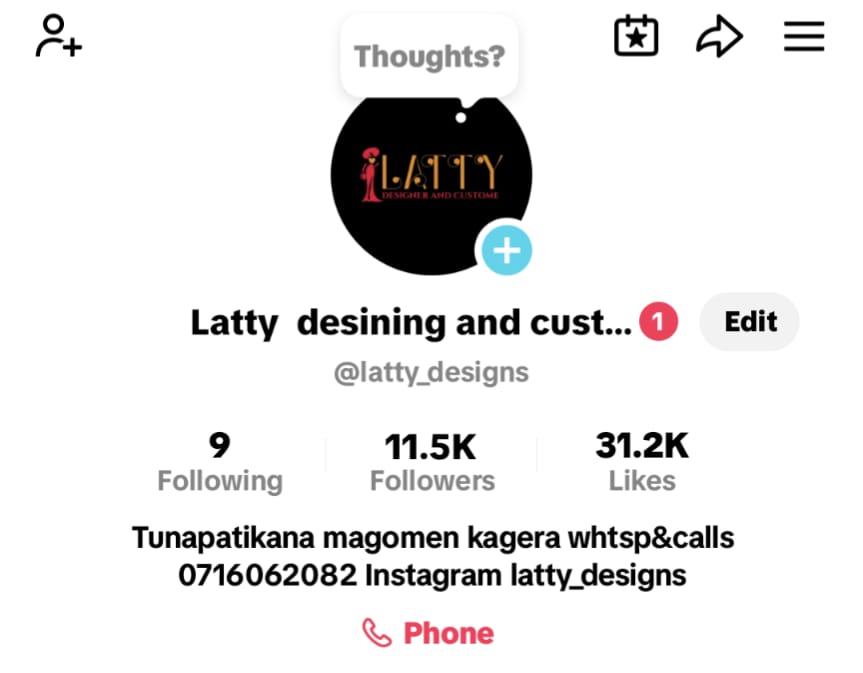 Thoughts?
LATTY
DESIGNER AND CUSTOME
Latty desining and cust... 1 Edit
@latty_designs
9 11.5K 31.2K
Following Followers Likes
Tunapatikana magomen kagera whtsp&calls
0716062082 Instagram latty_designs
Phone